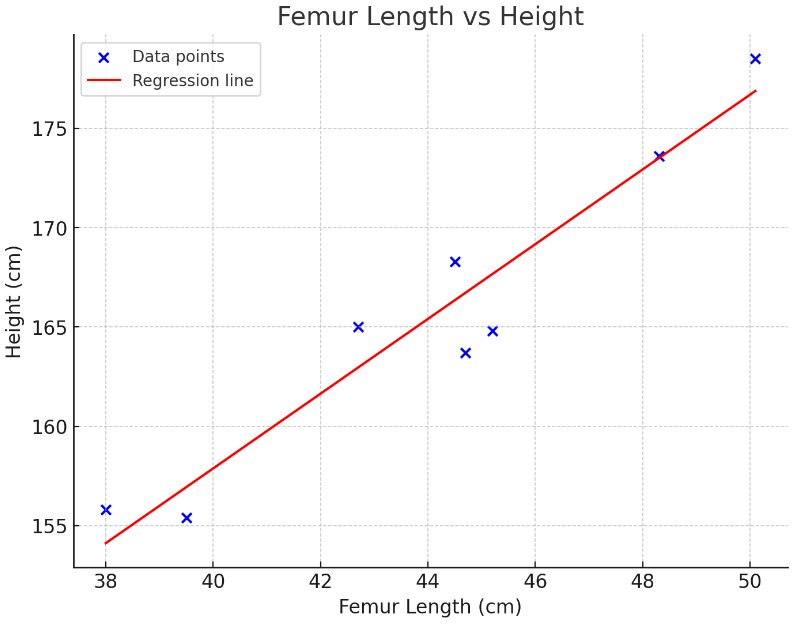 Femur Length vs Height
Data points
Regression line
175
170
165
160
155
Height (cm)
38 40 42 44 46 48 50
Femur Length (cm)